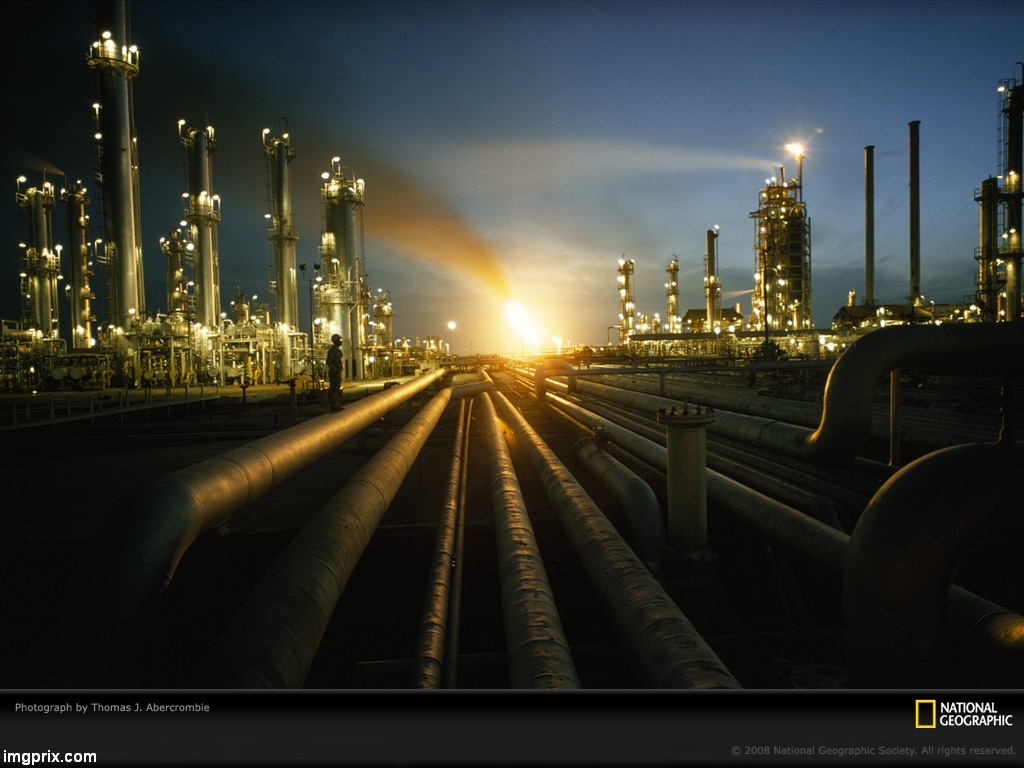 Photograph by Thomas J. Abercrombie
NATIONAL
GEOGRAPHIC
© 2008 National Geographic Society. All rights reserved.
imgprix.com